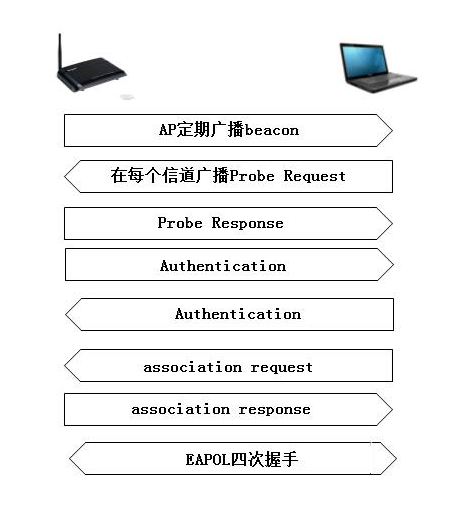 AP定期广播beacon
在每个信道广播Probe Request
Probe Response
Authentication
Authentication
association request
association response
EAPOL四次握手